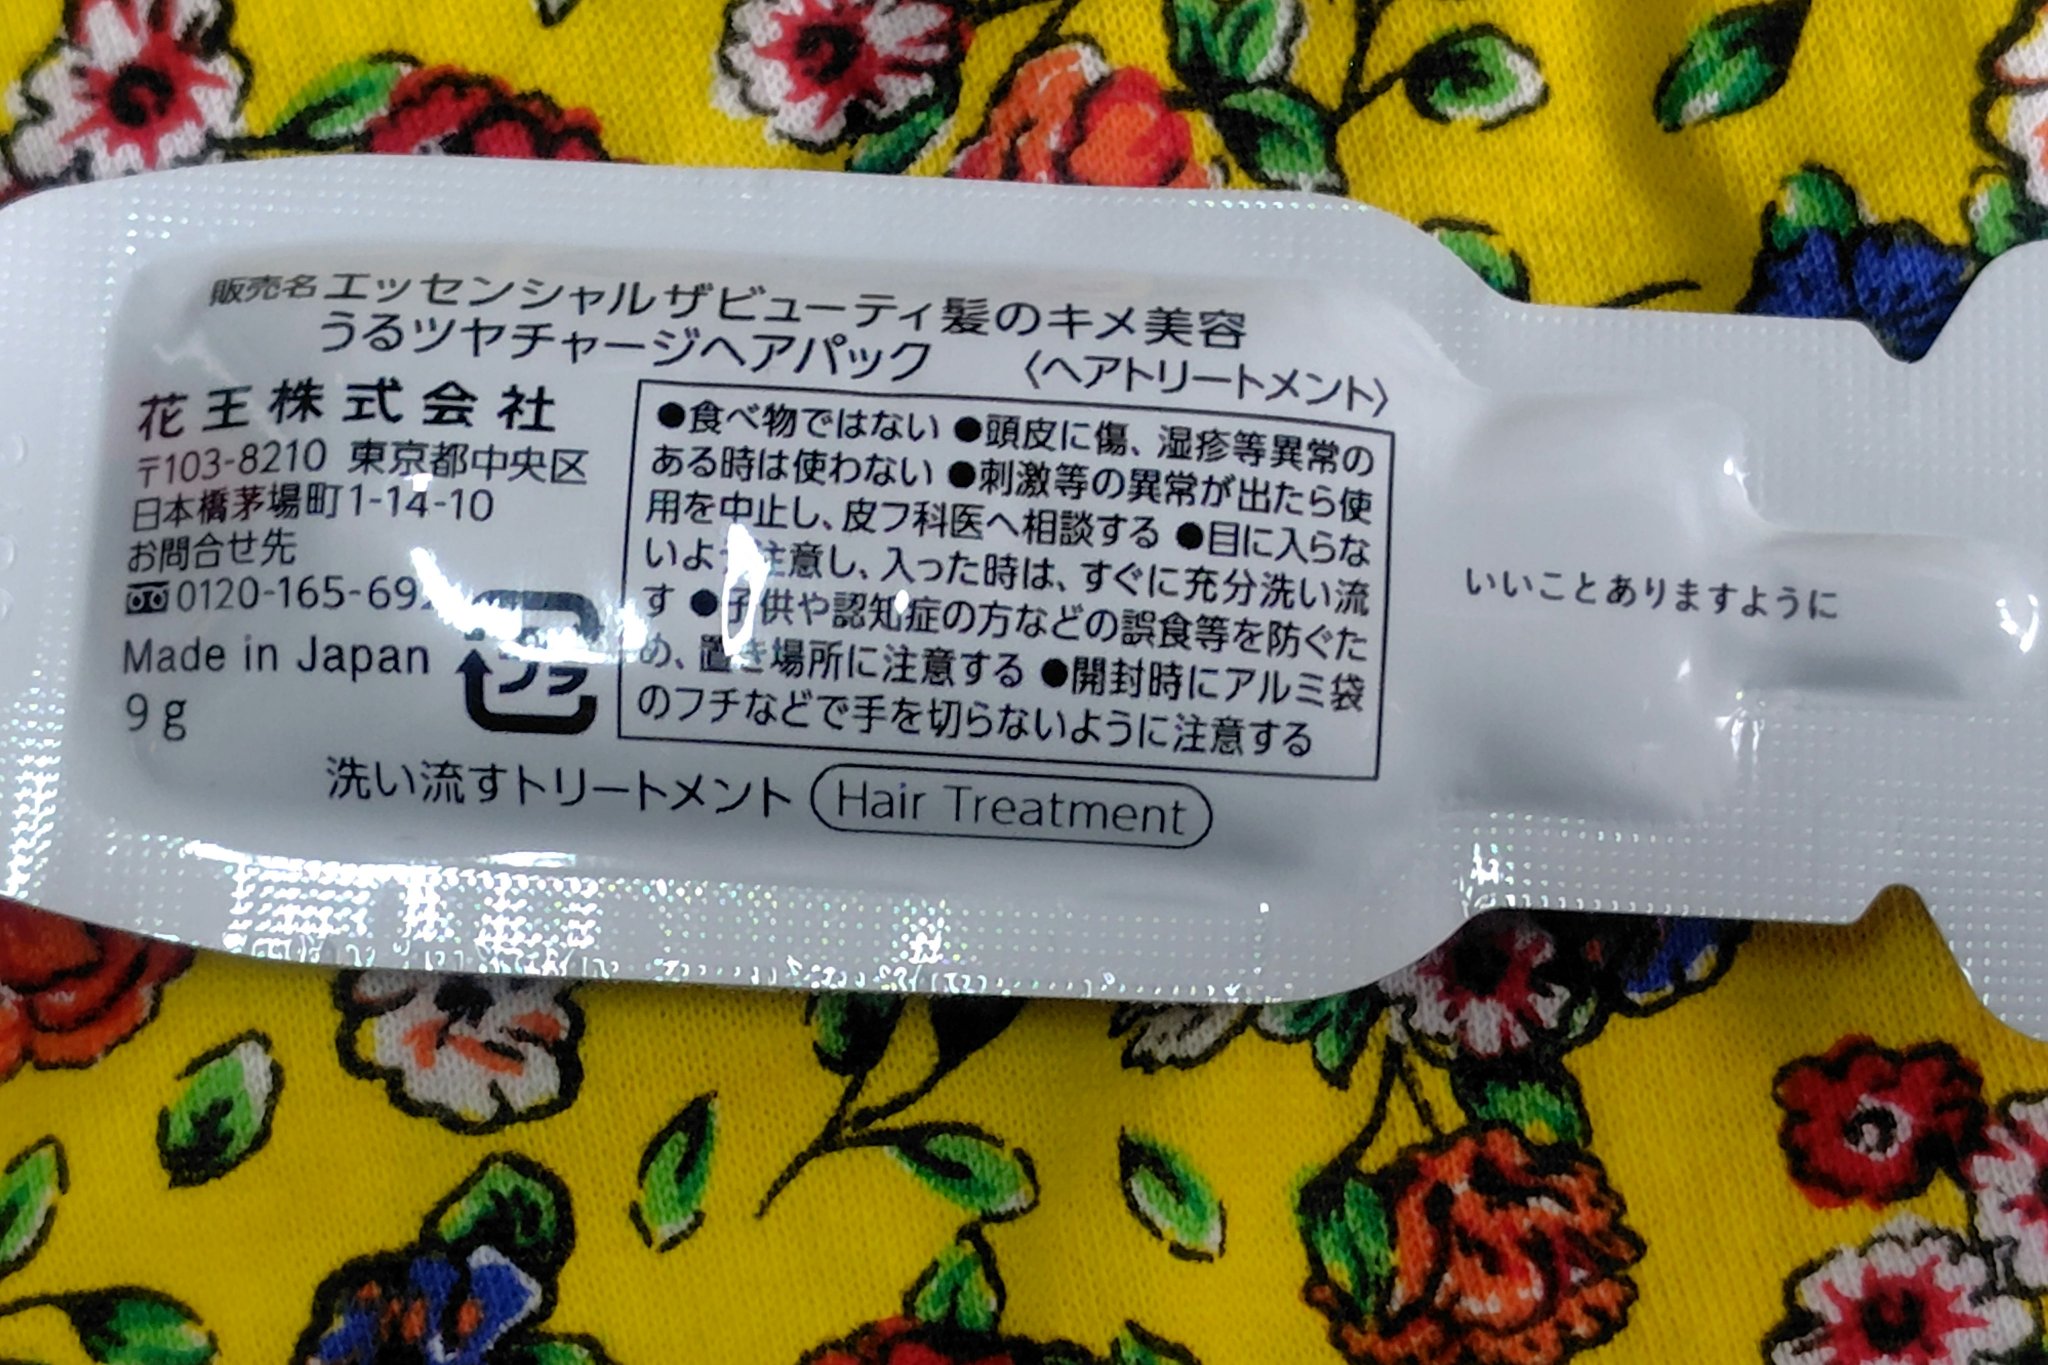 販売名 エッセンシャルザビューティ髪のキメ美容
うるツヤチャージヘアパック 〈ヘアトリートメント〉
花王株式会社
〒103-8210 東京都中央区
日本橋茅場町1-14-10
お問合せ先
0120-165-69
Made in Japan
9g
プラ
●食べ物ではない ●頭皮に傷、湿疹等異常の
ある時は使わない ●刺激等の異常が出たら使
用を中止し、皮フ科医へ相談する ●目に入らな
いよう注意し、入った時は、すぐに充分洗い流
す ●子供や認知症の方などの誤食等を防ぐた
め、置き場所に注意する ●開封時にアルミ袋
のフチなどで手を切らないように注意する
洗い流すトリートメント Hair Treatment
いいことありますように